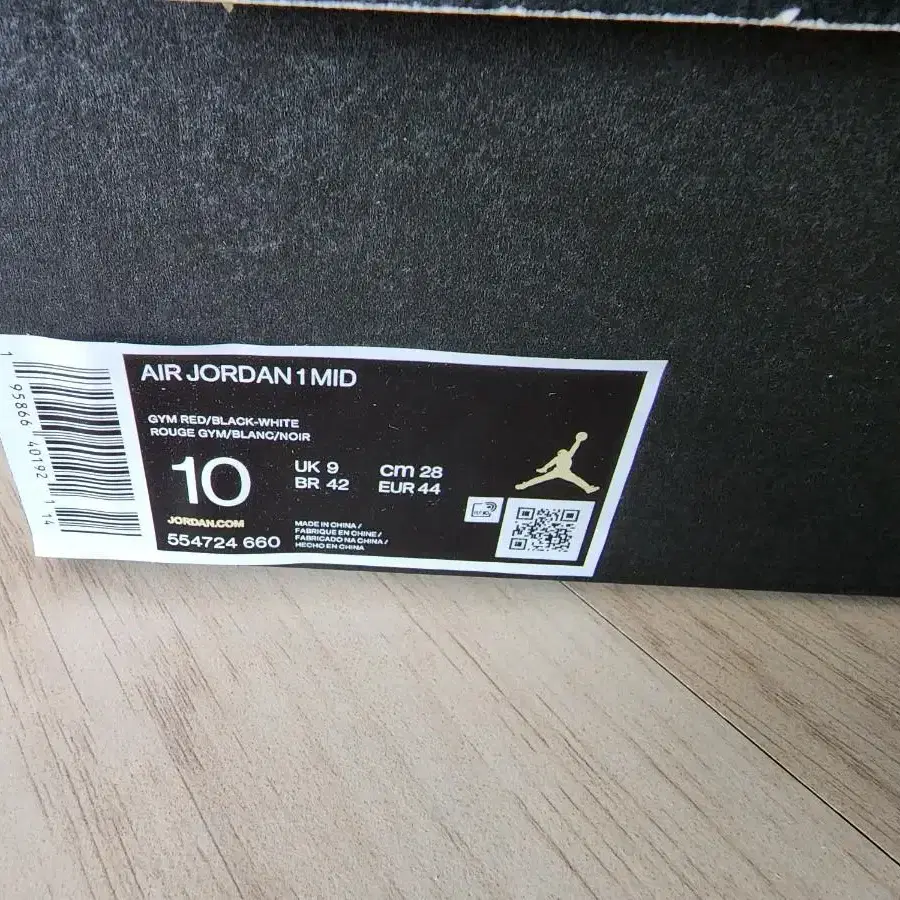 AIR JORDAN 1 MID
GYM RED/BLACK-WHITE
ROUGE GYM/BLANC/NOIR
10
UK 9
BR 42
cm 28
EUR 44
JORDAN.COM
554724 660
MADE IN CHINA /
FABRIQUE EN CHINE /
FABRICADO NA CHINA /
HECHO EN CHINA
1 95866 40192 1 14